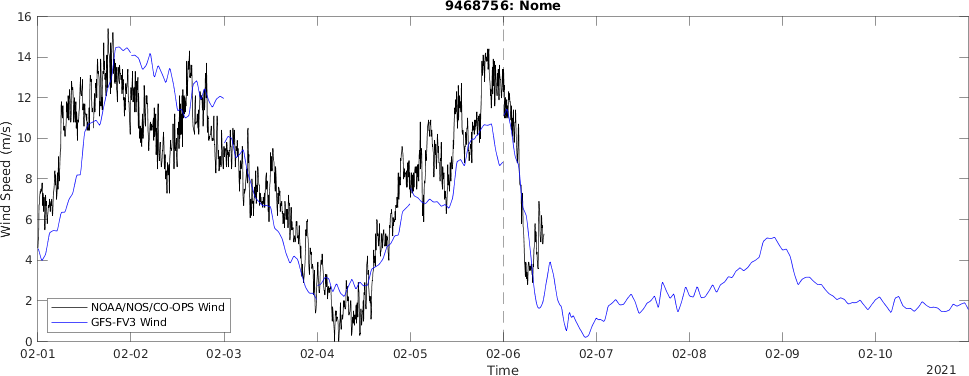 9468756: Nome
16
14
12
10
8
6
4
2
0
Wind Speed (m/s)
NOAA/NOS/CO-OPS Wind
GFS-FV3 Wind
02-01 02-02 02-03 02-04 02-05 02-06 02-07 02-08 02-09 02-10
Time
2021